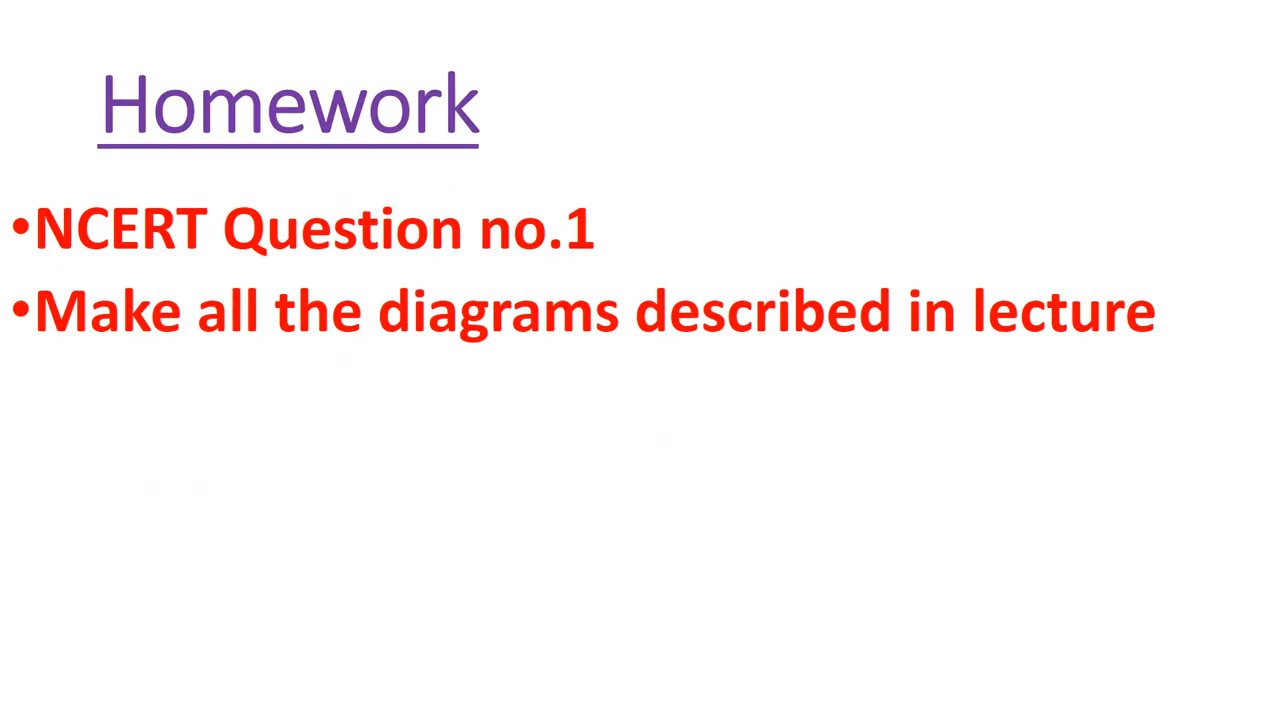 Homework
•NCERT Question no.1
•Make all the diagrams described in lecture